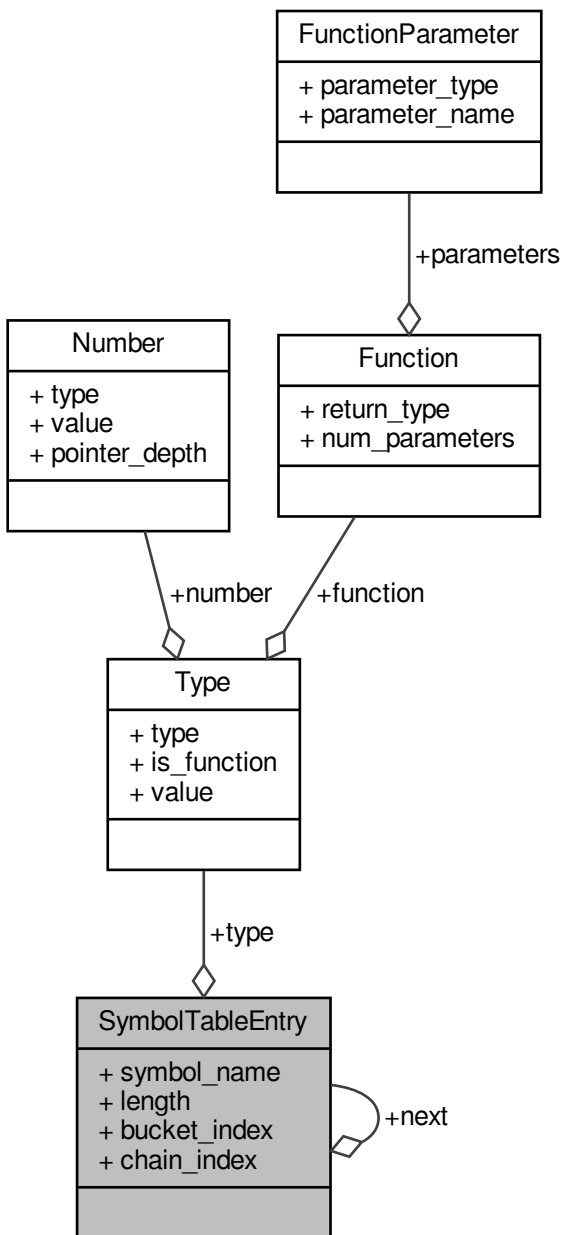 FunctionParameter
+ parameter_type
+ parameter_name
+parameters
Number
+ type
+ value
+ pointer_depth
Function
+ return_type
+ num_parameters
+number
+function
Type
+ type
+ is_function
+ value
+type
SymbolTableEntry
+ symbol_name
+ length
+ bucket_index
+ chain_index
+next